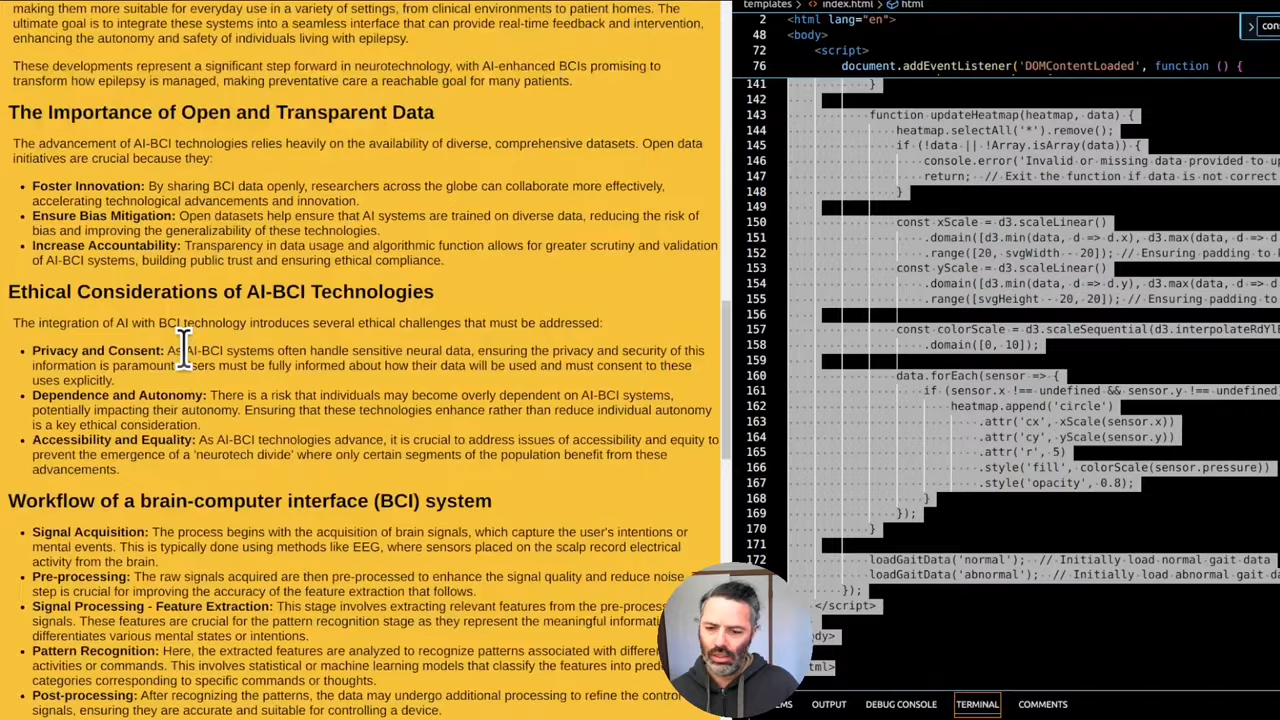 making them more suitable for everyday use in a variety of settings, from clinical environments to patient homes. The
ultimate goal is to integrate these systems into a seamless interface that can provide real-time feedback and intervention,
enhancing the autonomy and safety of individuals living with epilepsy.
These developments represent a significant step forward in neurotechnology, with AI-enhanced BCIs promising to
transform how epilepsy is managed, making preventative care a reachable goal for many patients.
The Importance of Open and Transparent Data
The advancement of AI-BCI technologies relies heavily on the availability of diverse, comprehensive datasets. Open data
initiatives are crucial because they:
• Foster Innovation: By sharing BCI data openly, researchers across the globe can collaborate more effectively,
accelerating technological advancements and innovation.
• Ensure Bias Mitigation: Open datasets help ensure that AI systems are trained on diverse data, reducing the risk of
bias and improving the generalizability of these technologies.
• Increase Accountability: Transparency in data usage and algorithmic function allows for greater scrutiny and validation
of AI-BCI systems, building public trust and ensuring ethical compliance.
Ethical Considerations of AI-BCI Technologies
The integration of AI with BCI technology introduces several ethical challenges that must be addressed:
• Privacy and Consent: As AI-BCI systems often handle sensitive neural data, ensuring the privacy and security of this
information is paramount sers must be fully informed about how their data will be used and must consent to these
uses explicitly.
• Dependence and Autonomy: There is a risk that individuals may become overly dependent on AI-BCI systems,
potentially impacting their autonomy. Ensuring that these technologies enhance rather than reduce individual autonomy
is a key ethical consideration.
• Accessibility and Equality: As AI-BCI technologies advance, it is crucial to address issues of accessibility and equity to
prevent the emergence of a 'neurotech divide' where only certain segments of the population benefit from these
advancements.
Workflow of a brain-computer interface (BCI) system
• Signal Acquisition: The process begins with the acquisition of brain signals, which capture the user's intentions or
mental events. This is typically done using methods like EEG, where sensors placed on the scalp record electrical
activity from the brain.
• Pre-processing: The raw signals acquired are then pre-processed to enhance the signal quality and reduce noise.
step is crucial for improving the accuracy of the feature extraction that follows.
• Signal Processing - Feature Extraction: This stage involves extracting relevant features from the pre-process
signals. These features are crucial for the pattern recognition stage as they represent the meaningful informati
differentiates various mental states or intentions.
• Pattern Recognition: Here, the extracted features are analyzed to recognize patterns associated with differen
activities or commands. This involves statistical or machine learning models that classify the features into pred
categories corresponding to specific commands or thoughts.
• Post-processing: After recognizing the patterns, the data may undergo additional processing to refine the control
signals, ensuring they are accurate and suitable for controlling a device.
templates > index.html > html
2 <html lang="en">
48 <body>
72 <script>
76 document.addEventListener('DOMContentLoaded', function () {
> con
141 }
142
143 function updateHeatmap(heatmap, data) {
144 heatmap.selectAll('*').remove();
145 if (!data || !Array.isArray(data)) {
146 console.error('Invalid or missing data provided to up
147 return; // Exit the function if data is not correct
148 }
149
150 const xScale = d3.scaleLinear()
151 .domain([d3.min(data, d => d.x), d3.max(data, d =>
152 .range([20, svgWidth - 20]); // Ensuring padding to k
153 const yScale = d3.scaleLinear()
154 .domain([d3.min(data, d => d.y), d3.max(data, d =>
155 .range([svgHeight - 20, 20]); // Ensuring padding to
156
157 const colorScale = d3.scaleSequential(d3.interpolateRdYl
158 .domain([0, 10]);
159
160 data.forEach(sensor => {
161 if (sensor.x !== undefined && sensor.y !== undefined
162 heatmap.append('circle')
163 .attr('cx', xScale(sensor.x))
164 .attr('cy', yScale(sensor.y))
165 .attr('r', 5)
166 .style('fill', colorScale(sensor.pressure))
167 .style('opacity', 0.8);
168 }
169 });
170 }
171
172 loadGaitData('normal'); // Initially load normal gait data
loadGaitData('abnormal'); // Initially load abnormal gait da
});
</script>
body>
tml>
EMS OUTPUT DEBUG CONSOLE TERMINAL COMMENTS